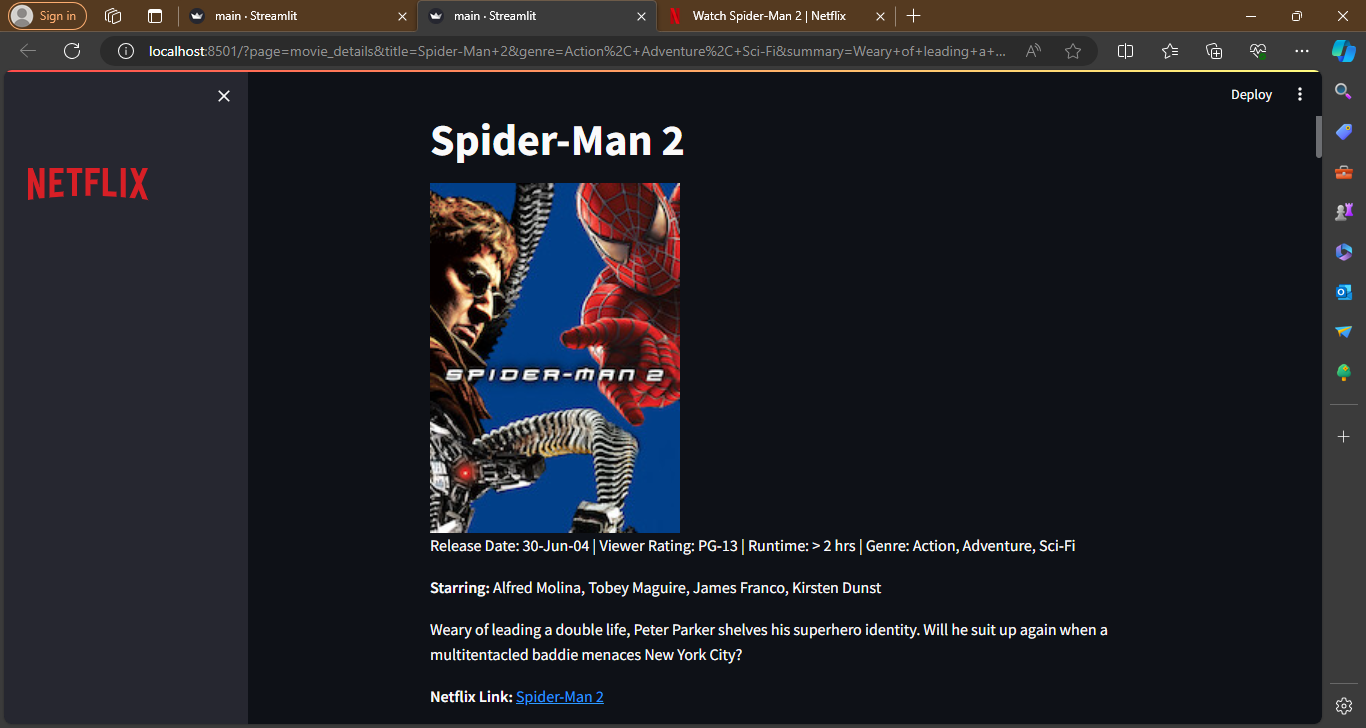 Sign in
main · Streamlit
main · Streamlit
Watch Spider-Man 2 | Netflix
localhost:8501/?page=movie_details&title=Spider-Man+2&genre=Action%2C+Adventure%2C+Sci-Fi&summary=Weary+of+leading+a+...
Deploy
NETFLIX
Spider-Man 2
SPIDER-MAN 2
Release Date: 30-Jun-04 | Viewer Rating: PG-13 | Runtime: > 2 hrs | Genre: Action, Adventure, Sci-Fi
Starring: Alfred Molina, Tobey Maguire, James Franco, Kirsten Dunst
Weary of leading a double life, Peter Parker shelves his superhero identity. Will he suit up again when a
multitentacled baddie menaces New York City?
Netflix Link: Spider-Man 2